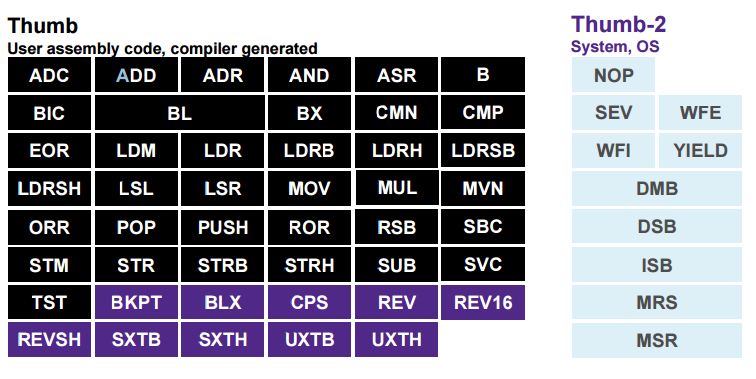 Thumb
User assembly code, compiler generated
ADC ADD ADR AND ASR B
BIC BL BX CMN CMP
EOR LDM LDR LDRB LDRH LDRSB
LDRSH LSL LSR MOV MUL MVN
ORR POP PUSH ROR RSB SBC
STM STR STRB STRH SUB SVC
TST BKPT BLX CPS REV REV16
REVSH SXTB SXTH UXTB UXTH
Thumb-2
System, OS
NOP
SEV WFE
WFI YIELD
DMB
DSB
ISB
MRS
MSR